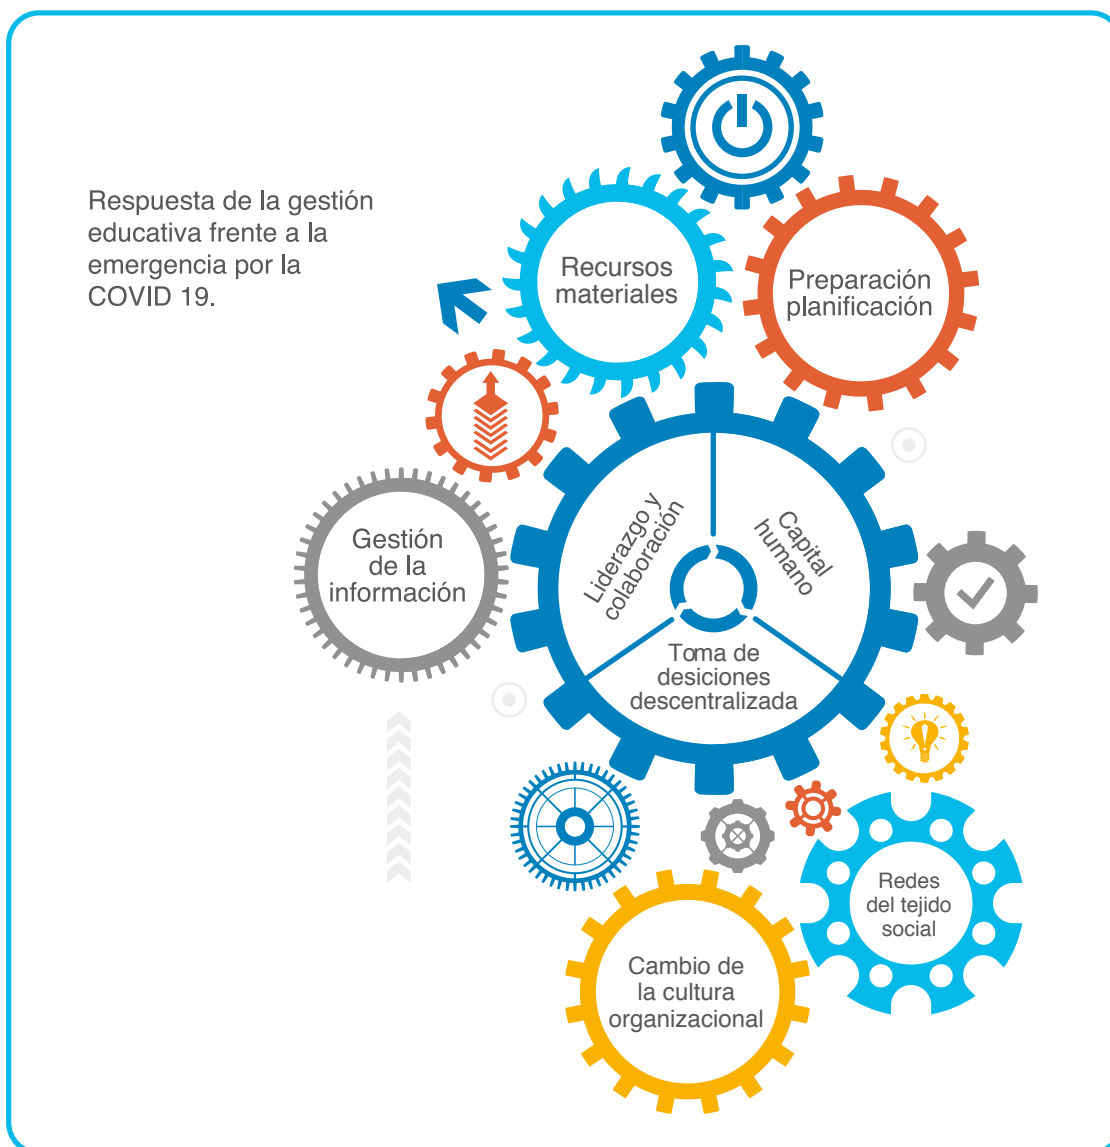 Respuesta de la gestión
educativa frente a la
emergencia por la
COVID 19.
Recursos
materiales
Preparación
planificación
Gestión
de la
información
Liderazgo y
colaboración
Capital
humano
Toma de
desiciones
descentralizada
Redes
del tejido
social
Cambio de
la cultura
organizacional